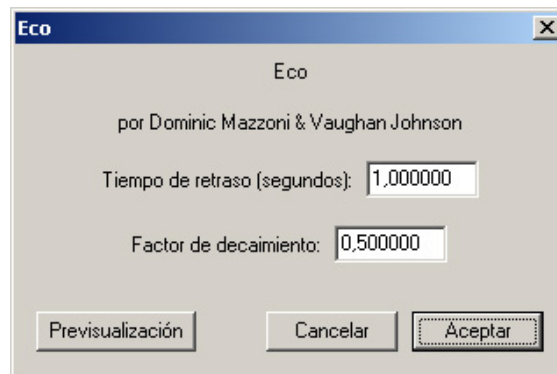 Eco
Eco
por Dominic Mazzoni & Vaughan Johnson
Tiempo de retraso (segundos): 1,000000
Factor de decaimiento: 0,500000
Previsualización Cancelar Aceptar